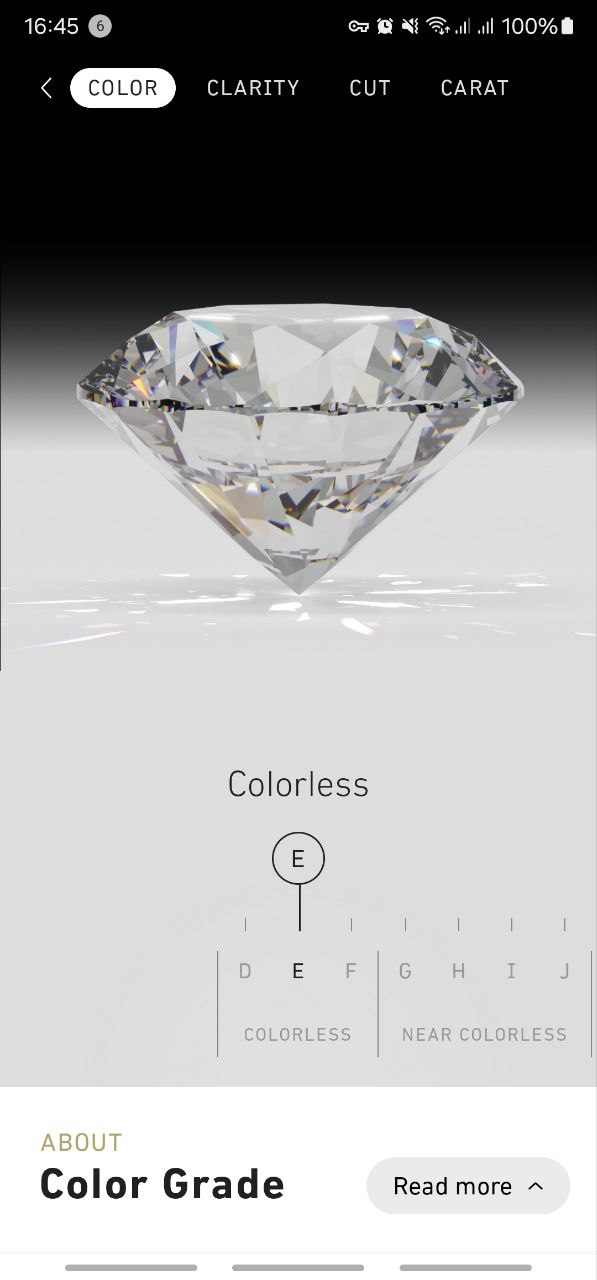 16:45 6 100%
COLOR CLARITY CUT CARAT
Colorless
E
D E F G H I J
COLORLESS NEAR COLORLESS
ABOUT
Color Grade
Read more